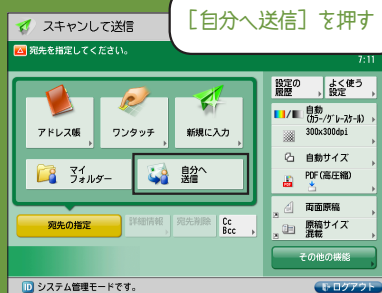 スキャンして送信
［自分へ送信］を押す
宛先を指定してください。
7:11
設定の
履歴
よく使う
設定
アドレス帳
ワンタッチ
新規に入力
自動
(カラー/グレースケール)
300x300dpi
マイ
フォルダー
自分へ
送信
自動サイズ
PDF(高圧縮)
宛先の指定
詳細情報
宛先削除
Cc
Bcc
両面原稿
原稿サイズ
混載
その他の機能
ID システム管理モードです。
ログアウト